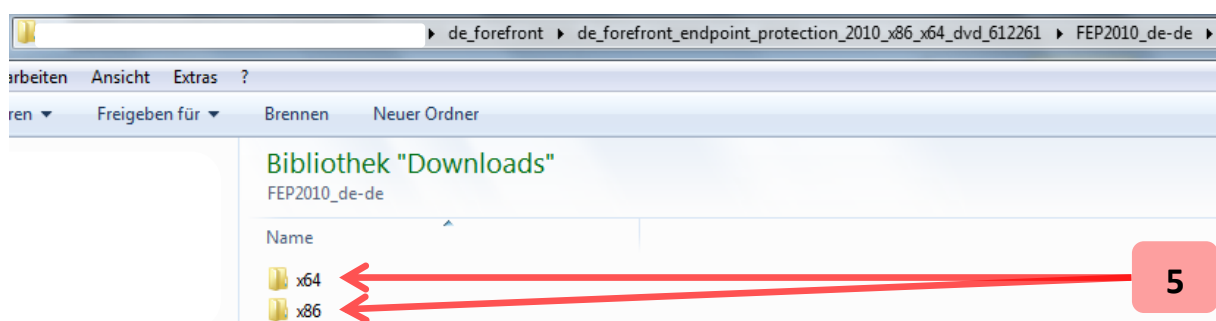 ▸ de_forefront ▸ de_forefront_endpoint_protection_2010_x86_x64_dvd_612261 ▸ FEP2010_de-de ▸
arbeiten Ansicht Extras ?
ren ▾ Freigeben für ▾ Brennen Neuer Ordner
Bibliothek "Downloads"
FEP2010_de-de
Name
x64
5
x86